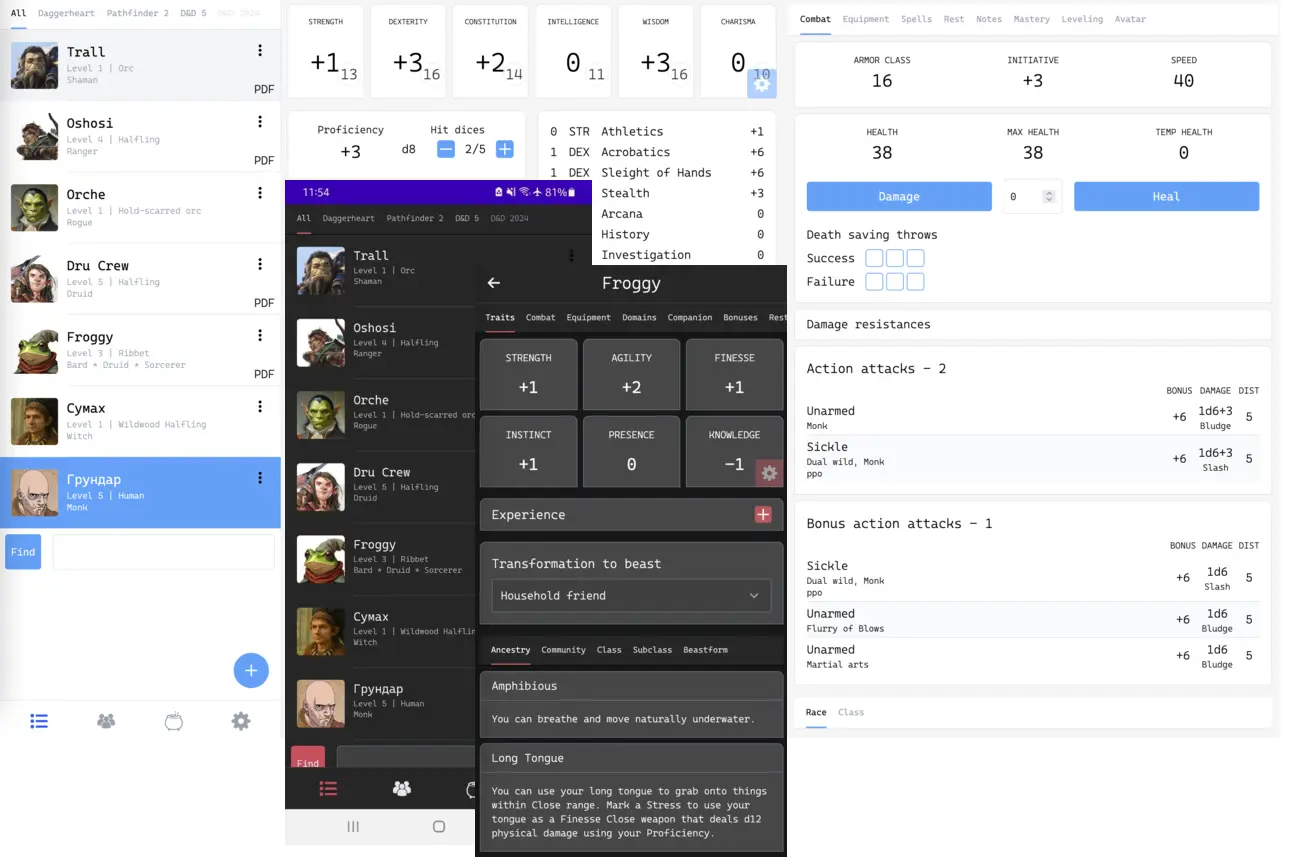 All Daggerheart Pathfinder 2 D&D 5 D&D 2024
Trall
Level 1 | Orc
Shaman
PDF
Oshosi
Level 4 | Halfling
Ranger
PDF
Orche
Level 1 | Hold-scarred orc
Rogue
Dru Crew
Level 5 | Halfling
Druid
PDF
Froggy
Level 3 | Ribbet
Bard * Druid * Sorcerer
PDF
Сумах
Level 1 | Wildwood Halfling
Witch
Грундар
Level 5 | Human
Monk
Find
STRENGTH DEXTERITY CONSTITUTION INTELLIGENCE WISDOM CHARISMA
+1 13 +3 16 +2 14 0 11 +3 16 0 10
Proficiency Hit dices
+3 d8 2/5
0 STR Athletics +1
1 DEX Acrobatics +6
1 DEX Sleight of Hands +6
Stealth +3
Arcana 0
History 0
Investigation 0
11:54 81%
All Daggerheart Pathfinder 2 D&D 5 D&D 2024
Trall
Level 1 | Orc
Shaman
Oshosi
Level 4 | Halfling
Ranger
Orche
Level 1 | Hold-scarred orc
Rogue
Dru Crew
Level 5 | Halfling
Druid
Froggy
Level 3 | Ribbet
Bard * Druid * Sorcerer
Сумах
Level 1 | Wildwood Halflin
Witch
Грундар
Level 5 | Human
Monk
Find
Froggy
Traits Combat Equipment Domains Companion Bonuses Rest
STRENGTH AGILITY FINESSE
+1 +2 +1
INSTINCT PRESENCE KNOWLEDGE
+1 0 -1
Experience
Transformation to beast
Household friend
Ancestry Community Class Subclass Beastform
Amphibious
You can breathe and move naturally underwater.
Long Tongue
You can use your long tongue to grab onto things
within Close range. Mark a Stress to use your
tongue as a Finesse Close weapon that deals d12
physical damage using your Proficiency.
Combat Equipment Spells Rest Notes Mastery Leveling Avatar
ARMOR CLASS INITIATIVE SPEED
16 +3 40
HEALTH MAX HEALTH TEMP HEALTH
38 38 0
Damage 0 Heal
Death saving throws
Success
Failure
Damage resistances
Action attacks - 2
BONUS DAMAGE DIST
Unarmed +6 1d6+3 5
Monk Bludge
Sickle +6 1d6+3 5
Dual wild, Monk Slash
ppo
Bonus action attacks - 1
BONUS DAMAGE DIST
Sickle +6 1d6 5
Dual wild, Monk Slash
ppo
Unarmed +6 1d6 5
Flurry of Blows Bludge
Unarmed +6 1d6 5
Martial arts Bludge
Race Class